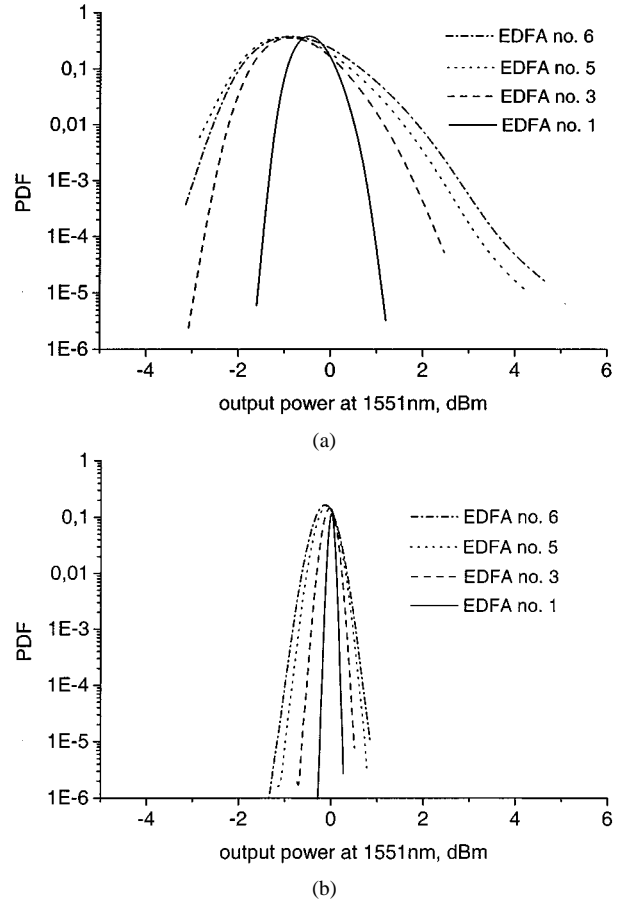 1
0.1
0,01
1E-3
1E-4
1E-5
1E-6
PDF
EDFA no. 6
EDFA no. 5
EDFA no. 3
EDFA no. 1
-4
-2
0
2
4
6
output power at 1551nm, dBm
(a)
1
0,1
0,01
1E-3
1E-4
1E-5
1E-6
PDF
EDFA no. 6
EDFA no. 5
EDFA no. 3
EDFA no. 1
-4
-2
0
2
4
6
output power at 1551nm, dBm
(b)